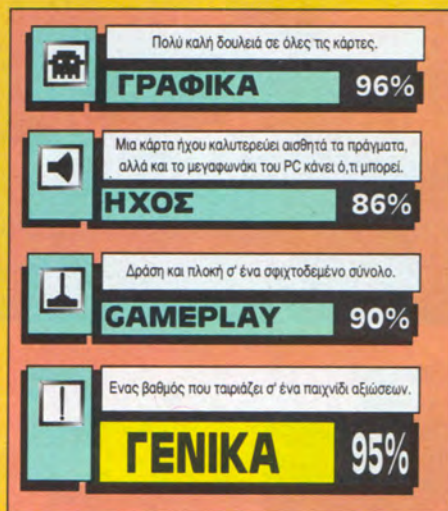 Πολύ καλή δουλειά σε όλες τις κάρτες.
ΓΡΑΦΙΚΑ 96%
Μια κάρτα ήχου καλυτερεύει αισθητά τα πράγματα,
αλλά και το μεγαφωνάκι του PC κάνει ό,τι μπορεί.
ΗΧΟΣ 86%
Δράση και πλοκή σ' ένα σφιχτοδεμένο σύνολο.
GAMEPLAY 90%
!
Ενας βαθμός που ταιριάζει σ' ένα παιχνίδι αξιώσεων.
ΓΕΝΙΚΑ 95%